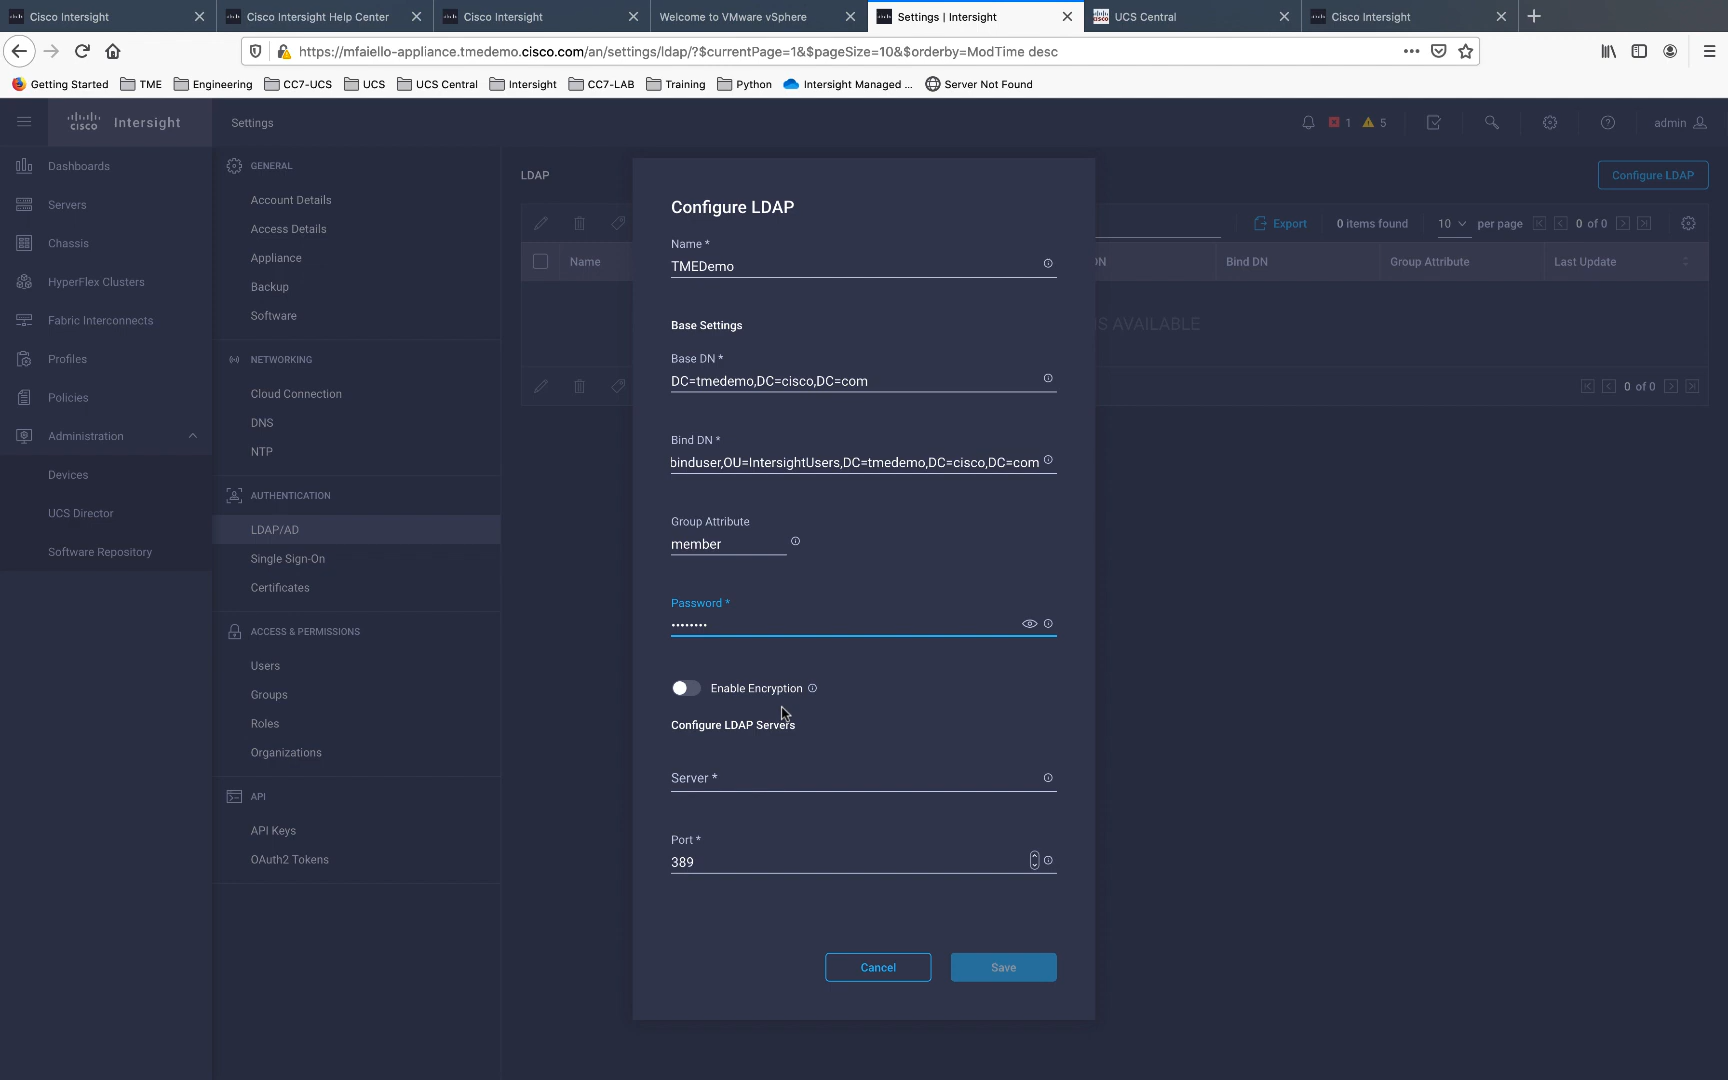 Cisco Intersight
Cisco Intersight Help Center
Cisco Intersight
Welcome to VMware vSphere
Settings | Intersight
UCS Central
Cisco Intersight
https://mfaiello-appliance.tmedemo.cisco.com/an/settings/ldap/?$currentPage=1&$pageSize=10&$orderby=ModTime desc
Getting Started TME Engineering CC7-UCS UCS UCS Central Intersight CC7-LAB Training Python Intersight Managed ... Server Not Found
cisco Intersight
Settings
1 5
admin
Dashboards
Servers
Chassis
HyperFlex Clusters
Fabric Interconnects
Profiles
Policies
Administration
Devices
UCS Director
Software Repository
GENERAL
Account Details
Access Details
Appliance
Backup
Software
NETWORKING
Cloud Connection
DNS
NTP
AUTHENTICATION
LDAP/AD
Single Sign-On
Certificates
ACCESS & PERMISSIONS
Users
Groups
Roles
Organizations
API
API Keys
OAuth2 Tokens
LDAP
Configure LDAP
Export 0 items found 10 per page 0 of 0
Name DN Bind DN Group Attribute Last Update
S AVAILABLE
0 of 0
Configure LDAP
Name *
TMEDemo
Base Settings
Base DN *
DC=tmedemo,DC=cisco,DC=com
Bind DN *
binduser,OU=IntersightUsers,DC=tmedemo,DC=cisco,DC=com
Group Attribute
member
Password *
••••••••
Enable Encryption
Configure LDAP Servers
Server *
Port *
389
Cancel
Save